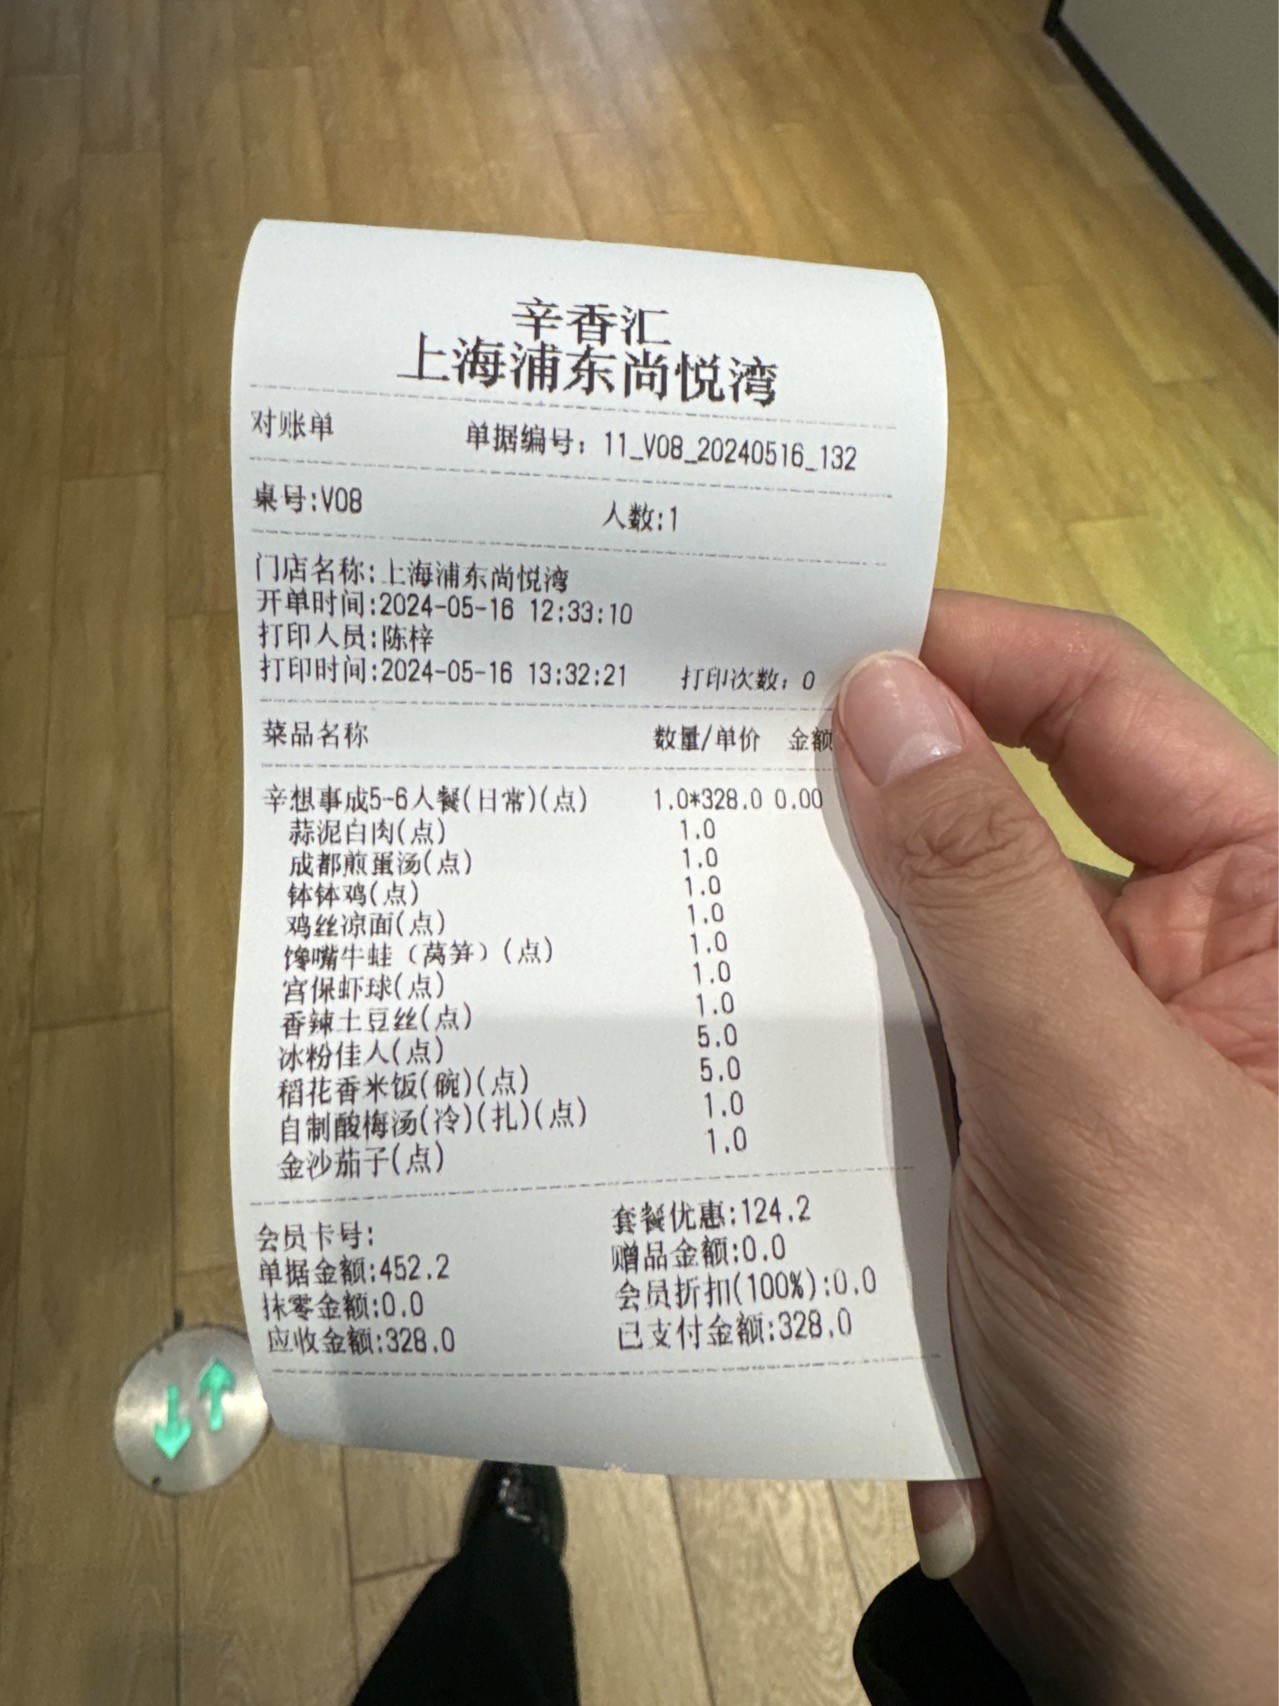 辛香汇
上海浦东尚悦湾
对账单 单据编号：11_V08_20240516_132
桌号:V08 人数:1
门店名称:上海浦东尚悦湾
开单时间:2024-05-16 12:33:10
打印人员:陈梓
打印时间:2024-05-16 13:32:21 打印次数：0
菜品名称 数量/单价 金额
辛想事成5-6人餐(日常)(点) 1.0*328.0 0.00
蒜泥白肉(点) 1.0
成都煎蛋汤(点) 1.0
钵钵鸡(点) 1.0
鸡丝凉面(点) 1.0
馋嘴牛蛙（莴笋）(点) 1.0
宫保虾球(点) 1.0
香辣土豆丝(点) 1.0
冰粉佳人(点) 5.0
稻花香米饭(碗)(点) 5.0
自制酸梅汤(冷)(扎)(点) 1.0
金沙茄子(点) 1.0
会员卡号: 套餐优惠:124.2
单据金额:452.2 赠品金额:0.0
抹零金额:0.0 会员折扣(100%):0.0
应收金额:328.0 已支付金额:328.0